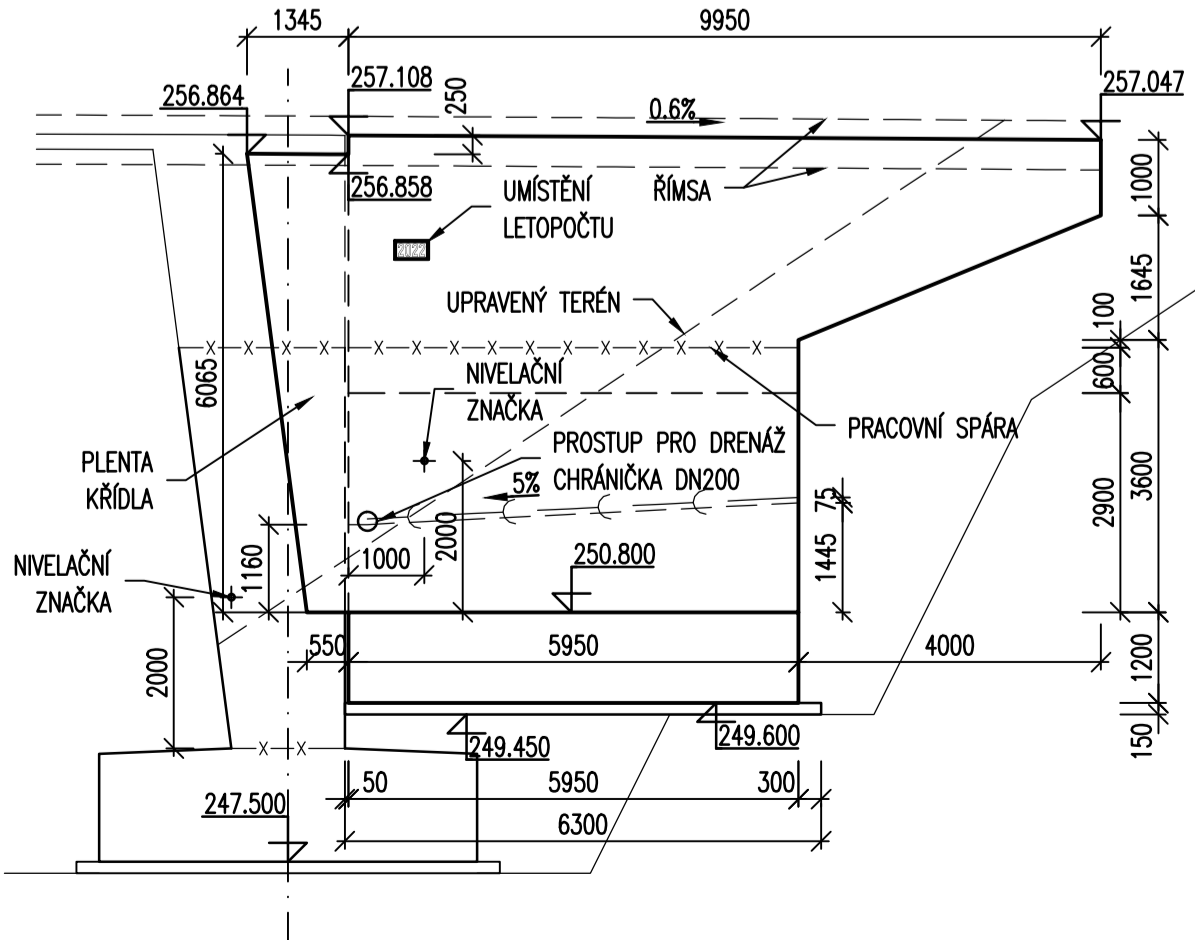 1345
9950
256.864
257.108
250
0.6%
257.047
256.858
UMÍSTĚNÍ
LETOPOČTU
ŘÍMSA
2022
1000
1645
UPRAVENÝ TERÉN
100
600
6065
NIVELAČNÍ
ZNAČKA
PRACOVNÍ SPÁRA
PLENTA
KŘÍDLA
PROSTUP PRO DRENÁŽ
CHRÁNIČKA DN200
5%
75
2900
3600
1160
1000
2000
1445
250.800
NIVELAČNÍ
ZNAČKA
2000
550
5950
4000
1200
249.450
249.600
150
50
5950
300
247.500
6300